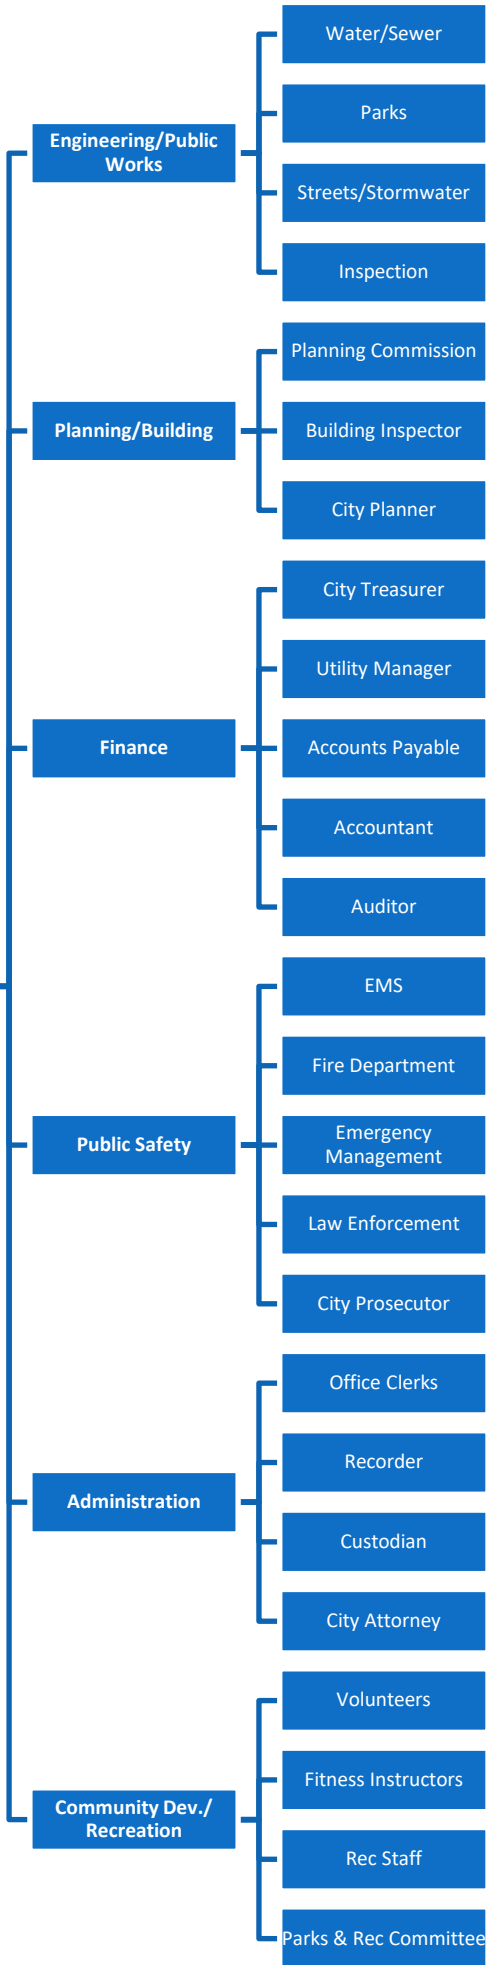 Engineering/Public
Works
Water/Sewer
Parks
Streets/Stormwater
Inspection
Planning/Building
Planning Commission
Building Inspector
City Planner
Finance
City Treasurer
Utility Manager
Accounts Payable
Accountant
Auditor
Public Safety
EMS
Fire Department
Emergency
Management
Law Enforcement
City Prosecutor
Administration
Office Clerks
Recorder
Custodian
City Attorney
Community Dev./
Recreation
Volunteers
Fitness Instructors
Rec Staff
Parks & Rec Committee